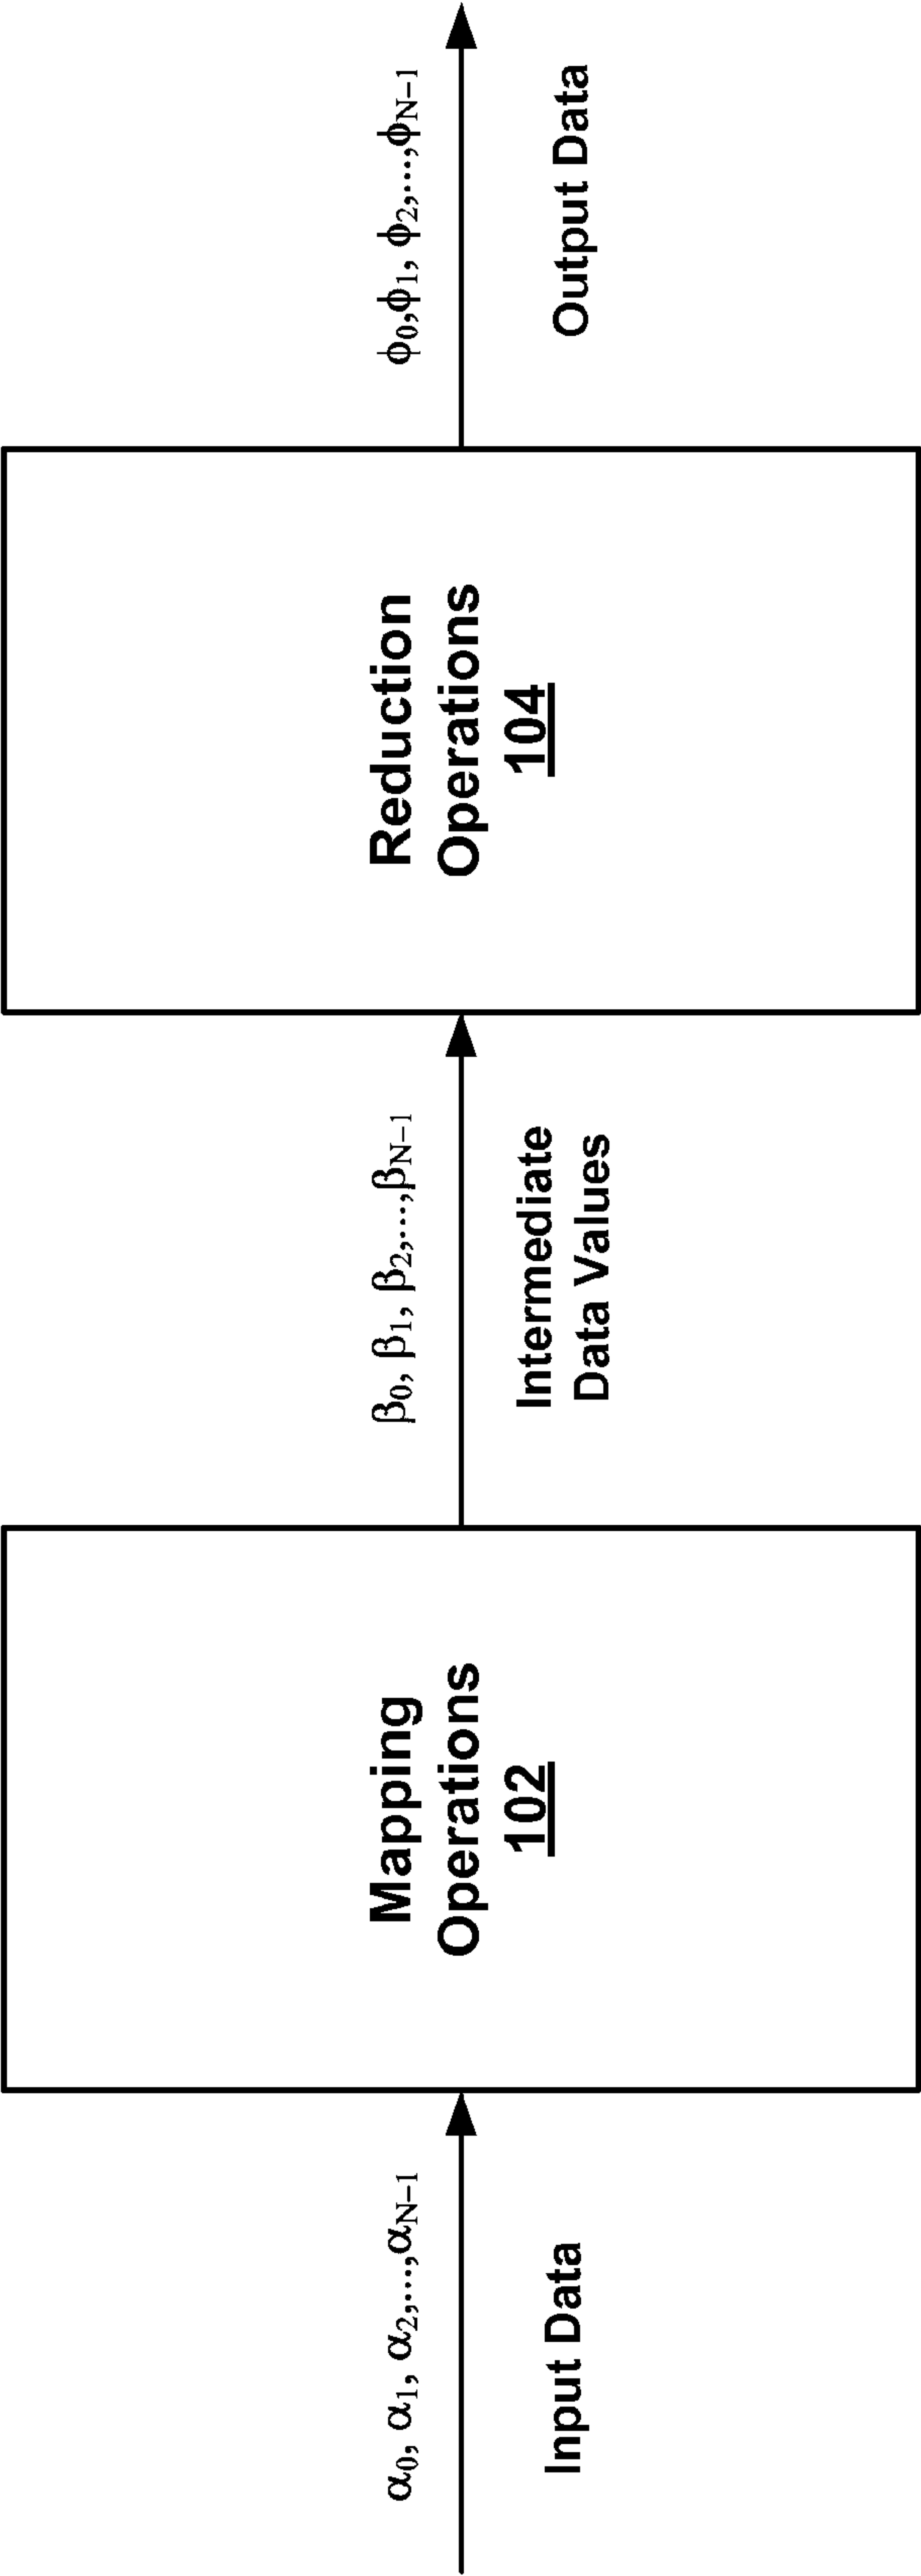 α0, α1, α2,...,αN−1
Input Data
Mapping
Operations
102
β0, β1, β2,...,βN−1
Intermediate
Data Values
Reduction
Operations
104
ϕ0,ϕ1, ϕ2,...,ϕN−1
Output Data